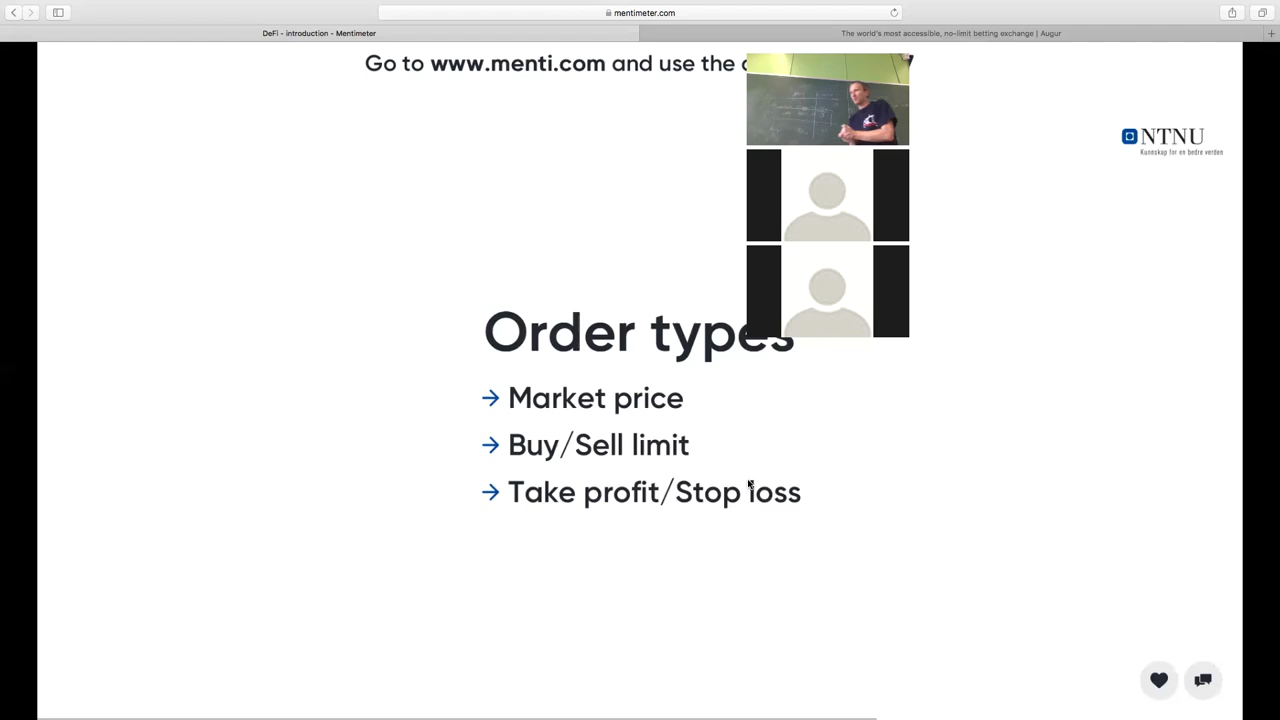 mentimeter.com
DeFi - introduction - Mentimeter
The world's most accessible, no-limit betting exchange | Augur
Go to www.menti.com and use the
NTNU
Kunnskap for en bedre verden
Order types
→ Market price
→ Buy/Sell limit
→ Take profit/Stop loss